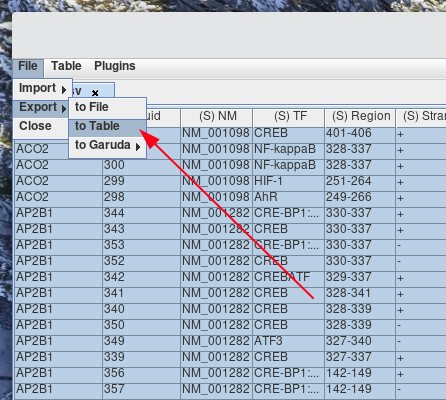 File Table Plugins
Import
sv x
Export
to File
Close
to Table
to Garuda
uid (S) NM (S) TF (S) Region (S) Stran
NM_001098 CREB 401-406 +
ACO2 NM_001098 NF-kappaB 328-337 +
ACO2 300 NM_001098 NF-kappaB 328-337 +
ACO2 299 NM_001098 HIF-1 251-264 +
ACO2 298 NM_001098 AhR 249-266 +
AP2B1 344 NM_001282 CRE-BP1:... 330-337 +
AP2B1 343 NM_001282 CREB 330-337 +
AP2B1 353 NM_001282 CRE-BP1:... 330-337 -
AP2B1 352 NM_001282 CREB 330-337 -
AP2B1 342 NM_001282 CREBATF 329-337 +
AP2B1 341 NM_001282 CREB 328-341 +
AP2B1 340 NM_001282 CREB 328-339 +
AP2B1 350 NM_001282 CREB 328-339 -
AP2B1 349 NM_001282 ATF3 327-340 -
AP2B1 339 NM_001282 CREB 327-337 +
AP2B1 356 NM_001282 CRE-BP1:... 142-149 +
AP2B1 357 NM_001282 CRE-BP1:... 142-149 -